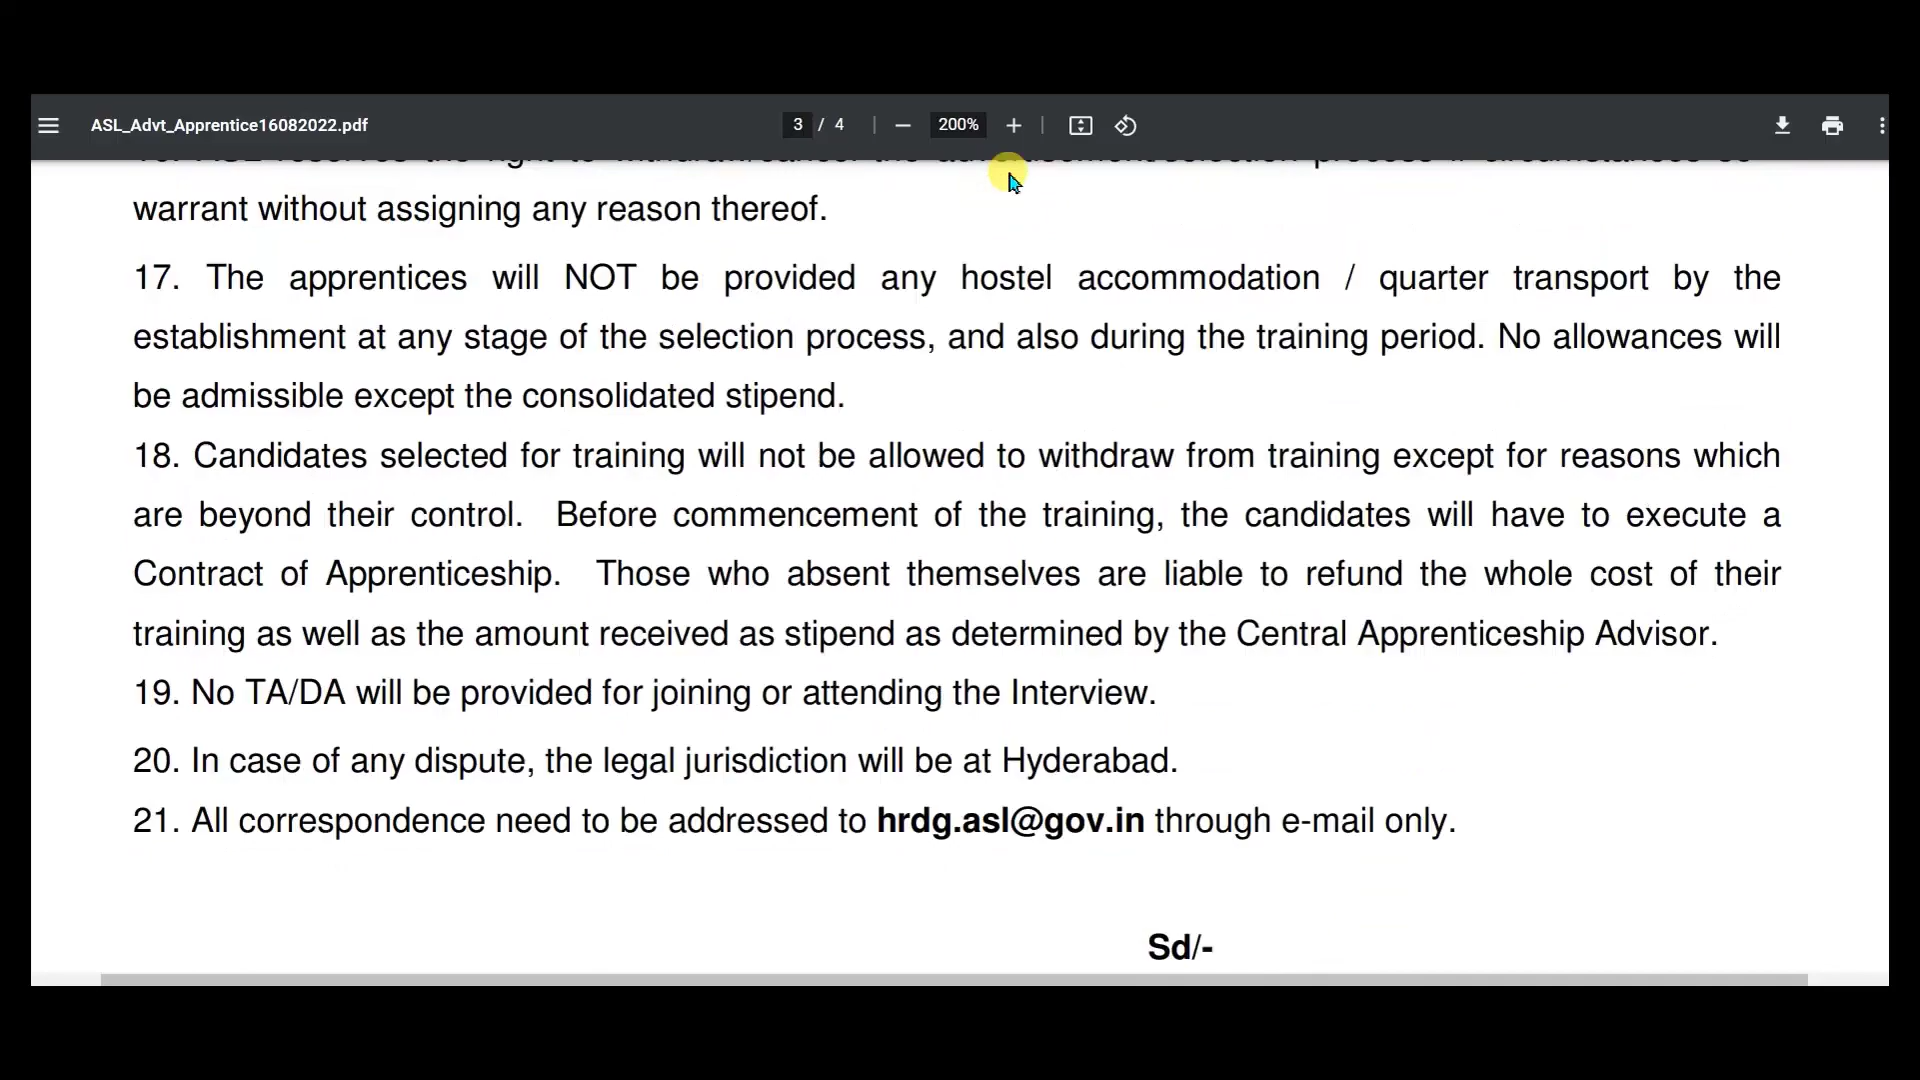 ASL_Advt_Apprentice16082022.pdf
3 / 4
200%
warrant without assigning any reason thereof.
17. The apprentices will NOT be provided any hostel accommodation / quarter transport by the
establishment at any stage of the selection process, and also during the training period. No allowances will
be admissible except the consolidated stipend.
18. Candidates selected for training will not be allowed to withdraw from training except for reasons which
are beyond their control. Before commencement of the training, the candidates will have to execute a
Contract of Apprenticeship. Those who absent themselves are liable to refund the whole cost of their
training as well as the amount received as stipend as determined by the Central Apprenticeship Advisor.
19. No TA/DA will be provided for joining or attending the Interview.
20. In case of any dispute, the legal jurisdiction will be at Hyderabad.
21. All correspondence need to be addressed to hrdg.asl@gov.in through e-mail only.
Sd/-